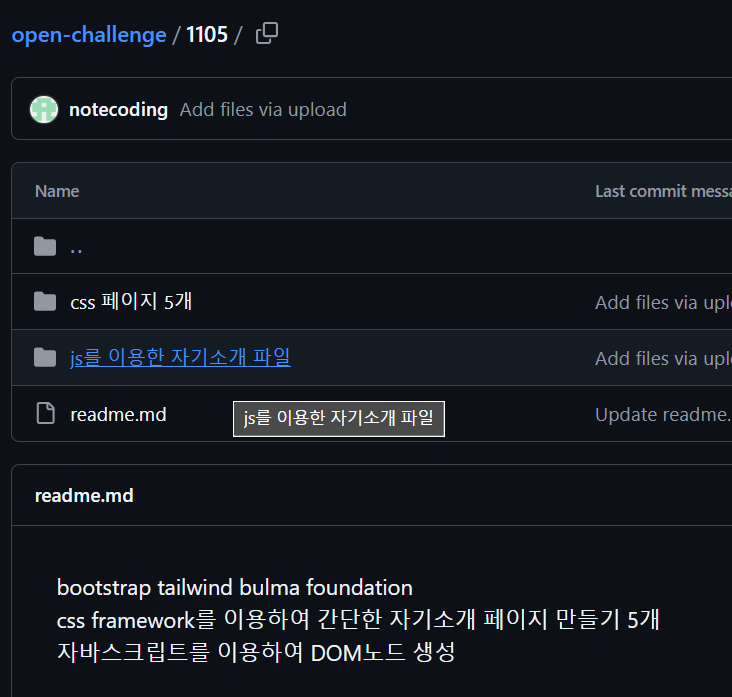 open-challenge / 1105 /
notecoding Add files via upload
Name Last commit
..
css 페이지 5개 Add files via
js를 이용한 자기소개 파일 Add files via
readme.md Update readme.
js를 이용한 자기소개 파일
readme.md
bootstrap tailwind bulma foundation
css framework를 이용하여 간단한 자기소개 페이지 만들기 5개
자바스크립트를 이용하여 DOM노드 생성